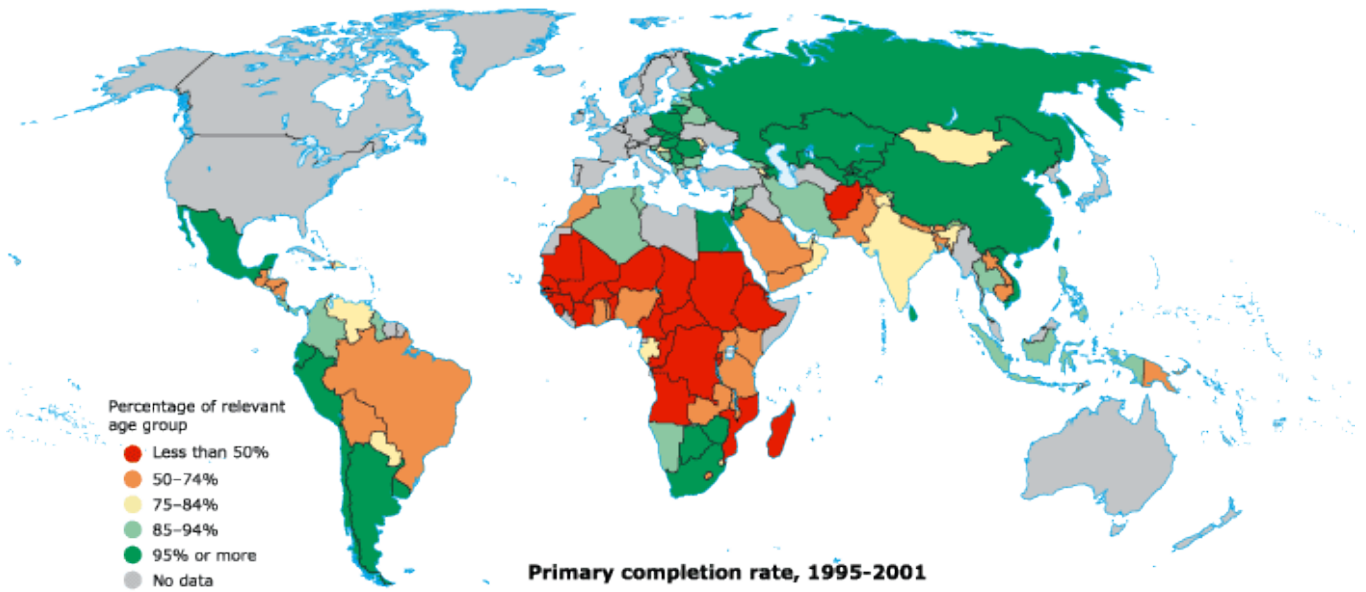 Percentage of relevant
age group
Less than 50%
50–74%
75–84%
85–94%
95% or more
No data
Primary completion rate, 1995-2001